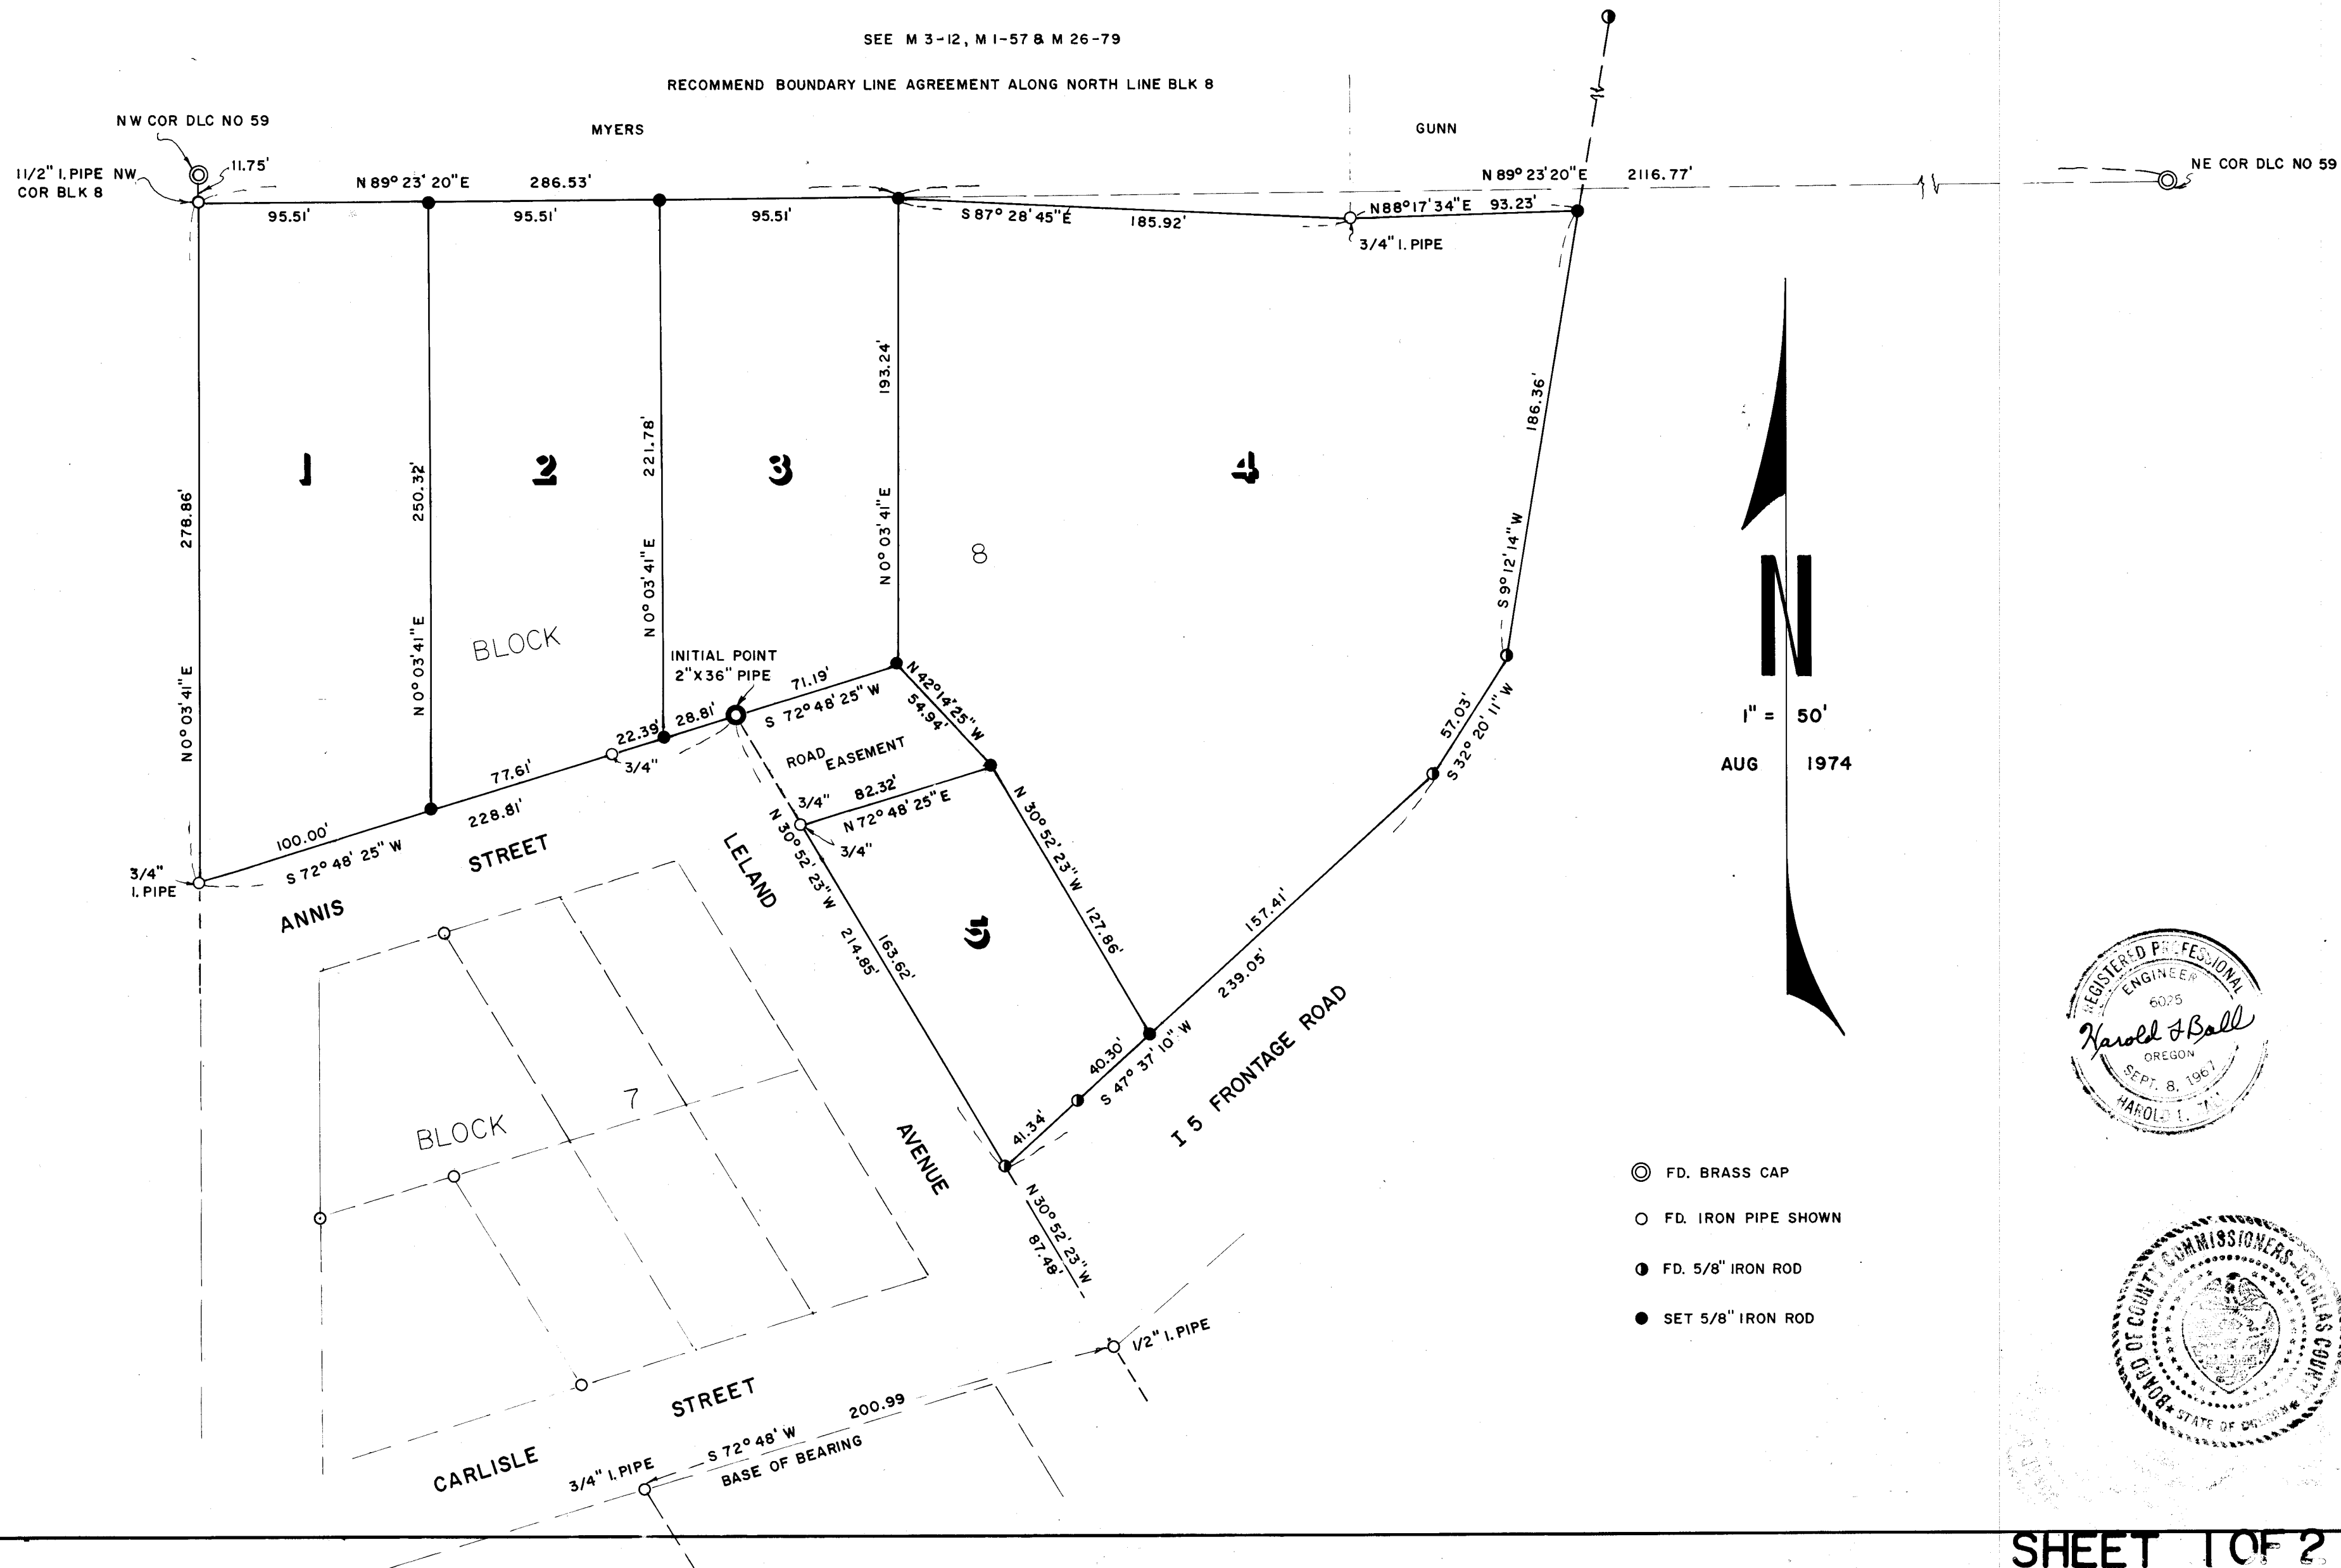 SEE M 3-12, M 1-57 & M 26-79
RECOMMEND BOUNDARY LINE AGREEMENT ALONG NORTH LINE BLK 8
NW COR DLC NO 59
MYERS
GUNN
11.75'
1 1/2" I. PIPE NW
COR BLK 8
N 89° 23' 20" E 286.53'
N 89° 23' 20" E 2116.77'
NE COR DLC NO 59
95.51'
95.51'
95.51'
S 87° 28' 45" E 185.92'
N 88° 17' 34" E 93.23'
3/4" I. PIPE
278.86'
N 0° 03' 41" E
250.32'
N 0° 03' 41" E
221.78'
N 0° 03' 41" E
193.24'
N 0° 03' 41" E
186.36'
S 9° 12' 14" W
1
2
3
4
8
BLOCK
INITIAL POINT
2" X 36" PIPE
71.19'
S 72° 48' 25" W
N 42° 14' 25" W
54.94'
28.81'
22.39'
3/4"
77.61'
228.81'
100.00'
S 72° 48' 25" W
3/4"
I. PIPE
ROAD EASEMENT
3/4" 82.32'
N 72° 48' 25" E
3/4"
57.03'
S 32° 20' 11" W
N
1" = 50'
AUG 1974
ANNIS STREET
LELAND AVENUE
N 30° 52' 23" W
214.85'
163.62'
N 30° 52' 23" W 127.86'
5
157.41'
239.05'
40.30'
S 47° 37' 10" W
41.34'
I 5 FRONTAGE ROAD
N 30° 52' 23" W
87.48'
BLOCK 7
1/2" I. PIPE
CARLISLE STREET
3/4" I. PIPE
S 72° 48' W 200.99
BASE OF BEARING
REGISTERED PROFESSIONAL
ENGINEER
6025
Harold I Ball
OREGON
SEPT. 8, 1967
HAROLD I.
FD. BRASS CAP
FD. IRON PIPE SHOWN
FD. 5/8" IRON ROD
SET 5/8" IRON ROD
BOARD OF COUNTY COMMISSIONERS-DOUGLAS COUNTY
STATE OF OREGON
SHEET 1 OF 2